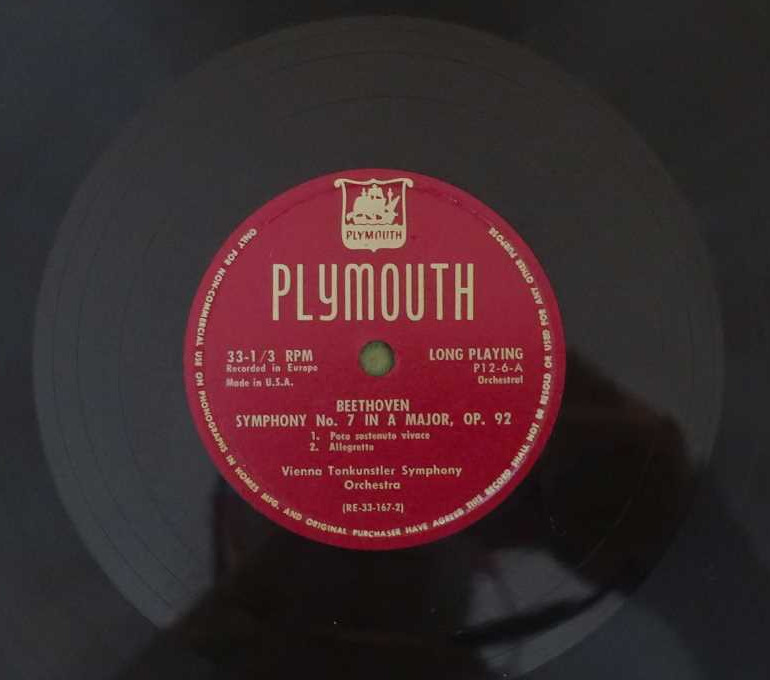 PLYMOUTH
PLYMOUTH
33-1/3 RPM
Recorded in Europe
Made in U.S.A.
LONG PLAYING
P12-6-A
Orchestral
BEETHOVEN
SYMPHONY No. 7 IN A MAJOR, OP. 92
1. Poco sostenuto vivace
2. Allegretto
Vienna Tonkunstler Symphony
Orchestra
(RE-33-167-2)
ONLY FOR NON-COMMERCIAL USE ON PHONOGRAPHS IN HOMES MFG. AND ORIGINAL PURCHASER HAVE AGREED THIS RECORD SHALL NOT BE RESOLD OR USED FOR ANY OTHER PURPOSE